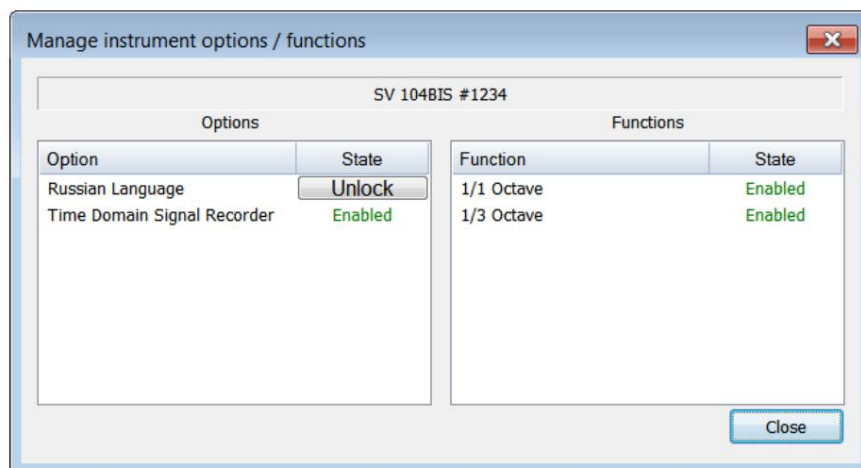 Manage instrument options / functions
SV 104BIS #1234
Options
Functions
Option State
Russian Language Unlock
Time Domain Signal Recorder Enabled
Function State
1/1 Octave Enabled
1/3 Octave Enabled
Close